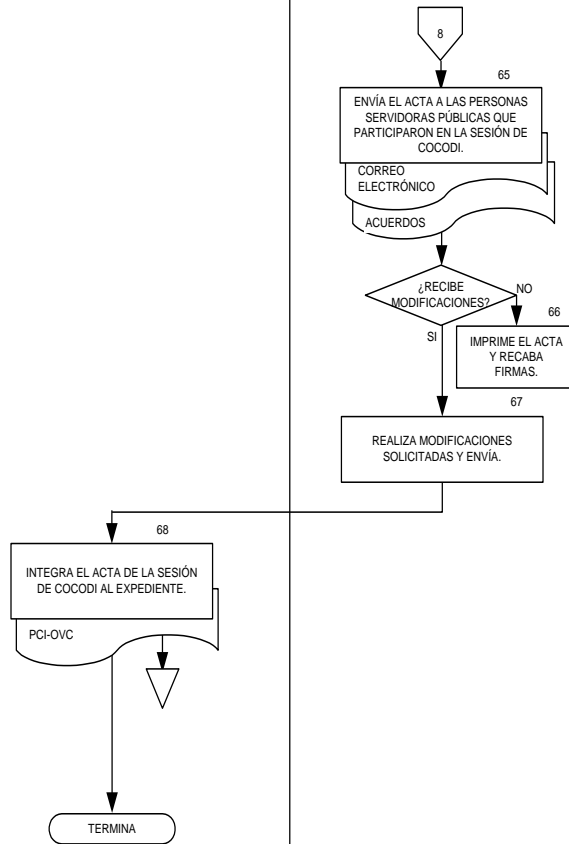 8
65
ENVÍA EL ACTA A LAS PERSONAS
SERVIDORAS PÚBLICAS QUE
PARTICIPARON EN LA SESIÓN DE
COCODI.
CORREO
ELECTRÓNICO
ACUERDOS
¿RECIBE
MODIFICACIONES?
NO
SI
66
IMPRIME EL ACTA
Y RECABA
FIRMAS.
67
REALIZA MODIFICACIONES
SOLICITADAS Y ENVÍA.
68
INTEGRA EL ACTA DE LA SESIÓN
DE COCODI AL EXPEDIENTE.
PCI-OVC
TERMINA